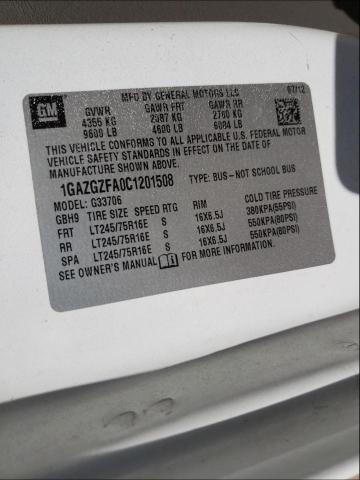 GM
MFD BY GENERAL MOTORS LLC 07/12
GVWR GAWR FRT GAWR RR
4355 KG 2087 KG 2760 KG
9600 LB 4600 LB 6084 LB
THIS VEHICLE CONFORMS TO ALL APPLICABLE U.S. FEDERAL MOTOR
VEHICLE SAFETY STANDARDS IN EFFECT ON THE DATE OF
MANUFACTURE SHOWN ABOVE.
1GAZGZFA0C1201508 TYPE: BUS-NOT SCHOOL BUS
MODEL: G33706
GBH9 TIRE SIZE SPEED RTG RIM COLD TIRE PRESSURE
FRT LT245/75R16E S 16X6.5J 380KPA(55PSI)
RR LT245/75R16E S 16X6.5J 550KPA(80PSI)
SPA LT245/75R16E S 16X6.5J 550KPA(80PSI)
SEE OWNER'S MANUAL FOR MORE INFORMATION.